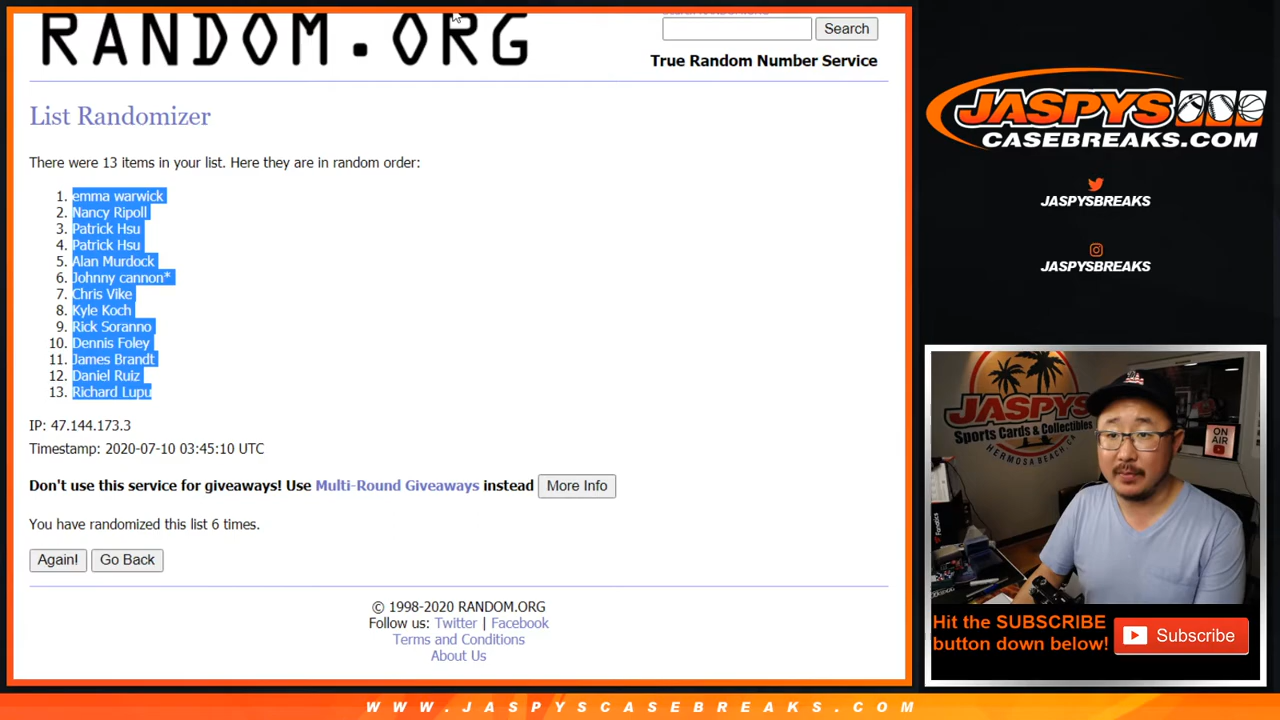 RANDOM.ORG
Search
True Random Number Service
List Randomizer
There were 13 items in your list. Here they are in random order:
1. emma warwick
2. Nancy Ripoll
3. Patrick Hsu
4. Patrick Hsu
5. Alan Murdock
6. Johnny cannon*
7. Chris Vike
8. Kyle Koch
9. Rick Soranno
10. Dennis Foley
11. James Brandt
12. Daniel Ruiz
13. Richard Lupu
IP: 47.144.173.3
Timestamp: 2020-07-10 03:45:10 UTC
Don't use this service for giveaways! Use Multi-Round Giveaways instead More Info
You have randomized this list 6 times.
Again! Go Back
© 1998-2020 RANDOM.ORG
Follow us: Twitter | Facebook
Terms and Conditions
About Us
JASPYS
CASEBREAKS.COM
JASPYSBREAKS
JASPYSBREAKS
JASPYS
Sports Cards & Collectibles
HERMOSA BEACH, CA
ON
AIR
Fanatics
Hit the SUBSCRIBE
button down below!
Subscribe
WWW.JASPYSCASEBREAKS.COM